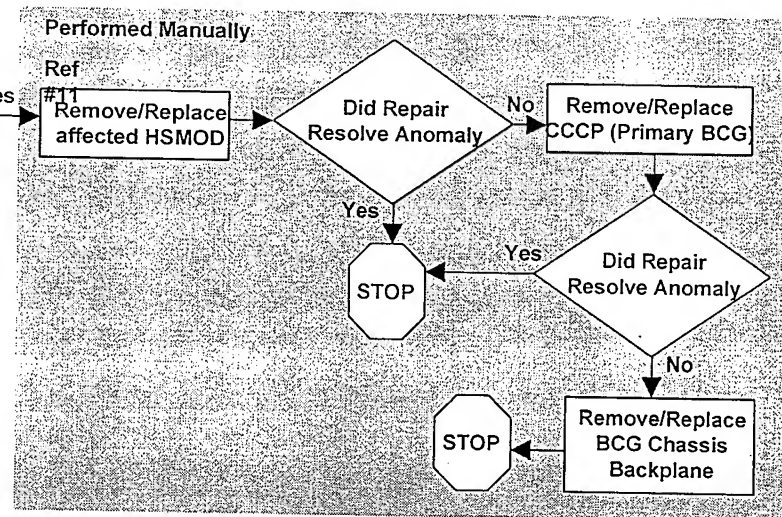 Performed Manually
Ref
#11
es
Remove/Replace
affected HSMOD
Did Repair
Resolve Anomaly
No
Remove/Replace
CCCP (Primary BCG)
Yes
STOP
Yes
Did Repair
Resolve Anomaly
No
STOP
Remove/Replace
BCG Chassis
Backplane